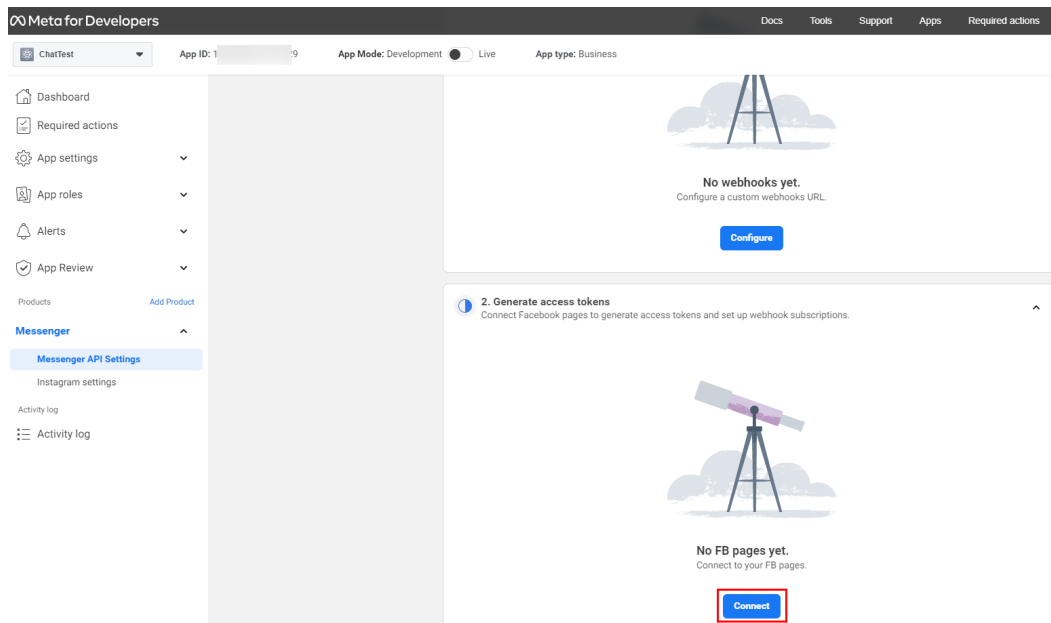 Meta for Developers
Docs Tools Support Apps Required actions
ChatTest App ID: 1 9 App Mode: Development Live App type: Business
Dashboard
Required actions
App settings
App roles
Alerts
App Review
Products Add Product
Messenger
Messenger API Settings
Instagram settings
Activity log
Activity log
No webhooks yet.
Configure a custom webhooks URL.
Configure
2. Generate access tokens
Connect Facebook pages to generate access tokens and set up webhook subscriptions.
No FB pages yet.
Connect to your FB pages.
Connect